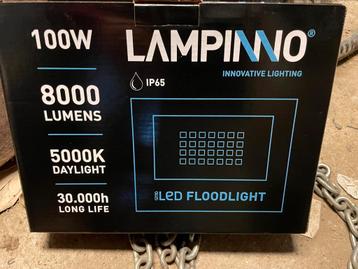 100W
LAMPINNO®
INNOVATIVE LIGHTING
IP65
8000
LUMENS
5000K
DAYLIGHT
30.000h
LONG LIFE
LED FLOODLIGHT